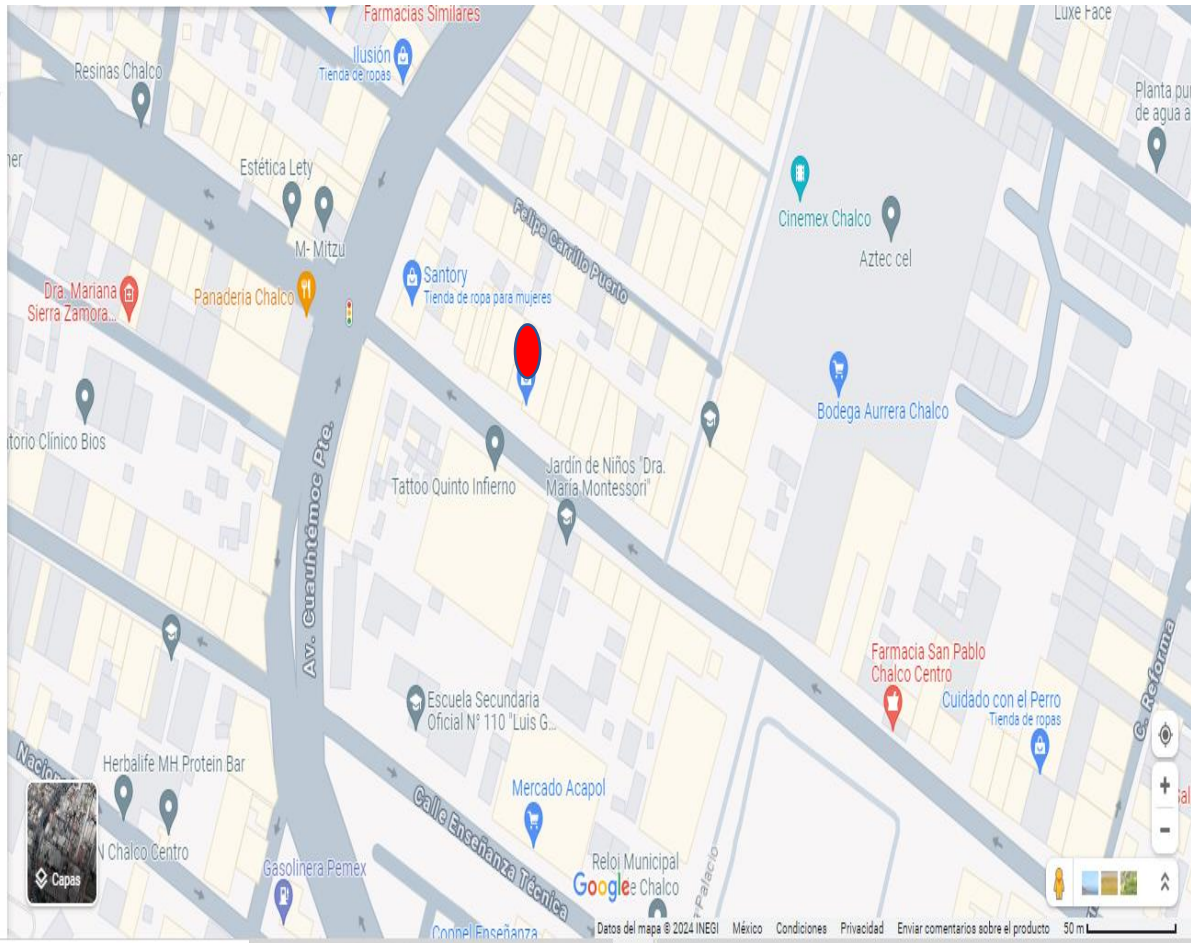 Farmacias Similares
Luxe Face
Ilusión
Tienda de ropas
Resinas Chalco
Planta pu
de agua a
ner
Estética Lety
Felipe Carrillo Puerto
Cinemex Chalco
M- Mitzu
Aztec cel
Santory
Tienda de ropa para mujeres
Dra. Mariana
Sierra Zamora...
Panaderia Chalco
Bodega Aurrera Chalco
torio Clínico Bios
Av. Cuauhtémoc Pte.
Tattoo Quinto Infierno
Jardín de Niños "Dra.
María Montessori"
Farmacia San Pablo
Chalco Centro
C. Reforma
Escuela Secundaria
Oficial N° 110 "Luis G...
Cuidado con el Perro
Tienda de ropas
Nacion
Herbalife MH Protein Bar
Mercado Acapol
Calle Enseñanza Técnica
N Chalco Centro
Capas
Gasolinera Pemex
Reloj Municipal
Google
e Chalco
Palacio
Coppel Enseñanza
Datos del mapa © 2024 INEGI México Condiciones Privacidad Enviar comentarios sobre el producto 50 m